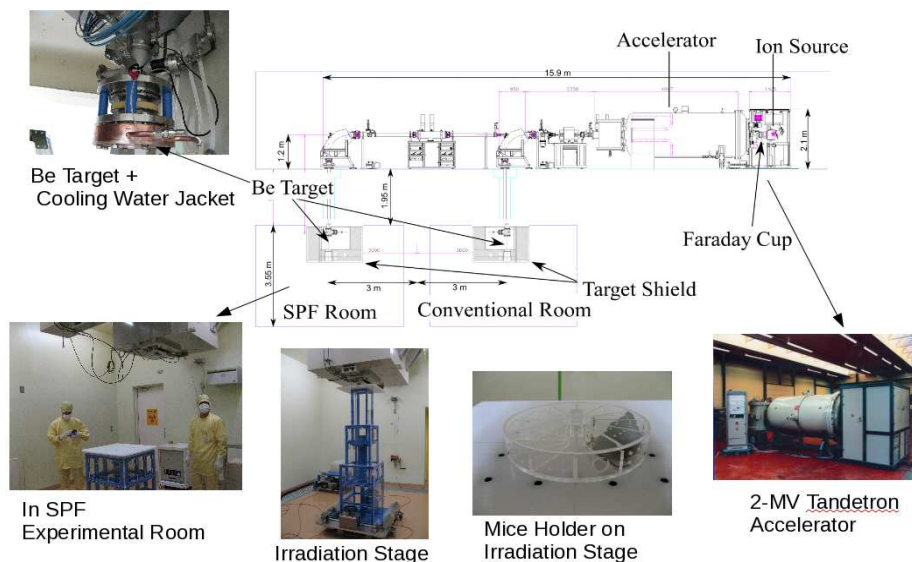 Accelerator
Ion Source
15.9 m
1.2 m
2.1 m
Be Target +
Cooling Water Jacket
Be Target
1.95 m
Faraday Cup
3.55 m
3 m
3 m
Target Shield
SPF Room
Conventional Room
In SPF
Experimental Room
Irradiation Stage
Mice Holder on
Irradiation Stage
2-MV Tandetron
Accelerator